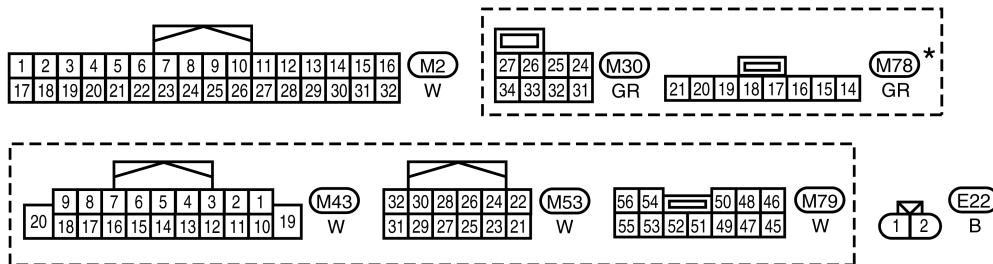 1 2 3 4 5 6 7 8 9 10 11 12 13 14 15 16
17 18 19 20 21 22 23 24 25 26 27 28 29 30 31 32
M2
W
27 26 25 24
34 33 32 31
M30
GR
21 20 19 18 17 16 15 14
M78 *
GR
9 8 7 6 5 4 3 2 1
20 18 17 16 15 14 13 12 11 10 19
M43
W
32 30 28 26 24 22
31 29 27 25 23 21
M53
W
56 54 50 48 46
55 53 52 51 49 47 45
M79
W
1 2
E22
B